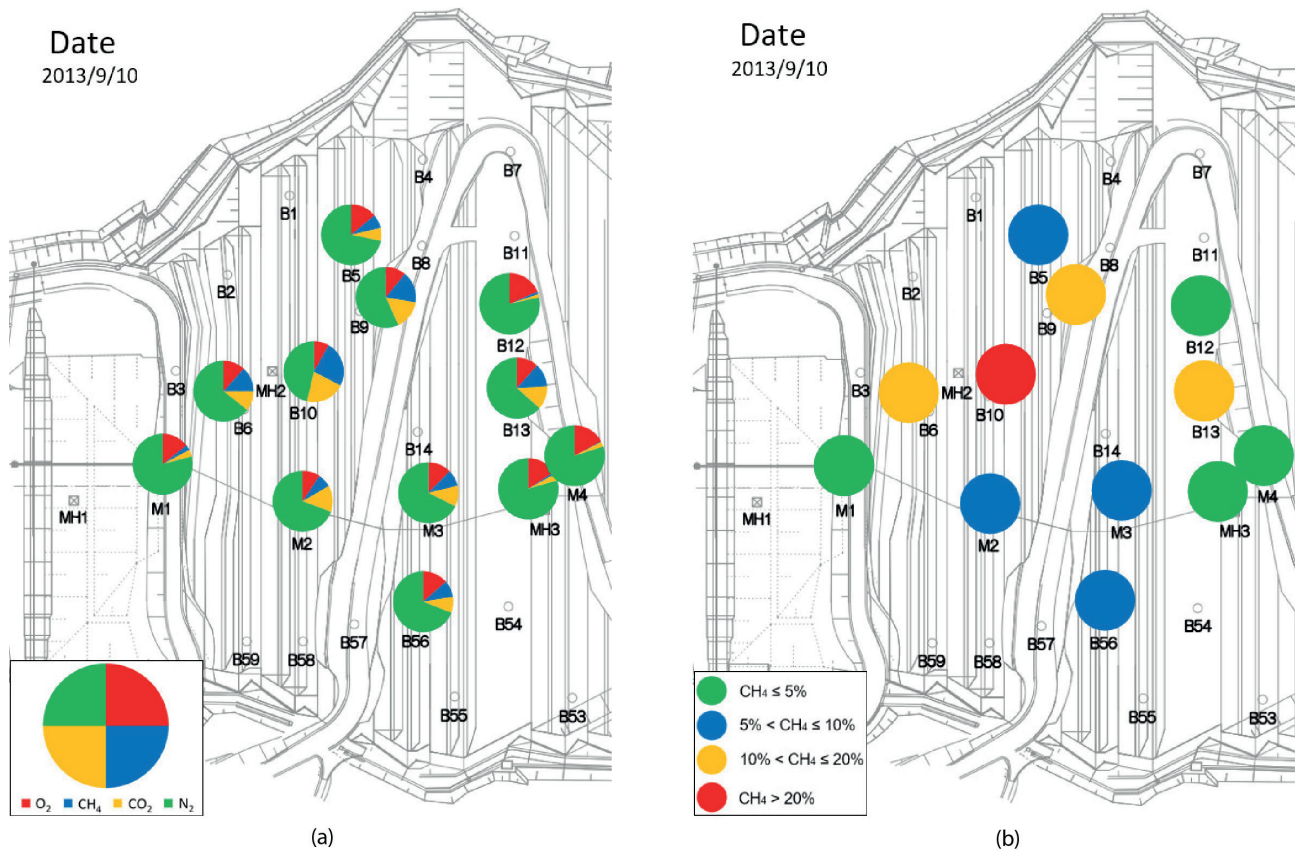 Date
2013/9/10
B4
B7
B1
B5
B8
B11
B2
B9
B12
B3
MH2
B10
B6
B13
B14
M1
MH1
M2
M3
MH3
M4
B56
B54
B57
B59
B58
B55
B53
O₂ CH₄ CO₂ N₂
(a)
Date
2013/9/10
B4
B7
B1
B5
B8
B11
B2
B9
B12
B3
MH2
B10
B6
B13
B14
M1
MH1
M2
M3
MH3
M4
B56
B54
B57
B59
B58
B55
B53
CH₄ ≤ 5%
5% < CH₄ ≤ 10%
10% < CH₄ ≤ 20%
CH₄ > 20%
(b)